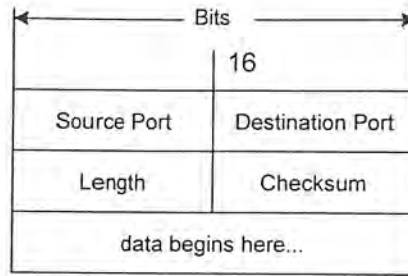 Bits
16
Source Port Destination Port
Length Checksum
data begins here...